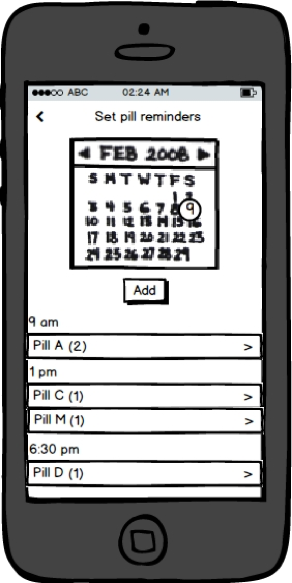 ABC 02:24 AM
< Set pill reminders
FEB 2008
S M T W T F S
1 2
3 4 5 6 7 8 9
10 11 12 13 14 15 16
17 18 19 20 21 22 23
24 25 26 27 28 29
Add
9 am
Pill A (2) >
1 pm
Pill C (1) >
Pill M (1) >
6:30 pm
Pill D (1) >